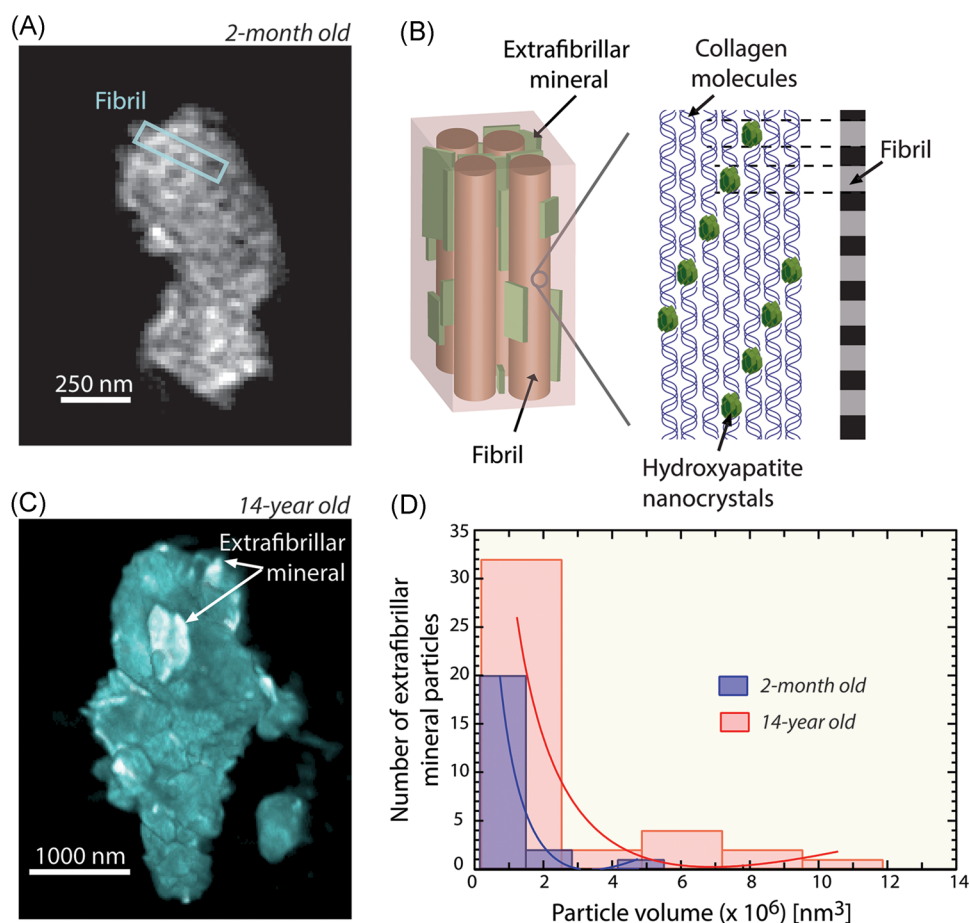 (A)
2-month old
Fibril
250 nm
(B)
Extrafibrillar
mineral
Collagen
molecules
Fibril
Fibril
Hydroxyapatite
nanocrystals
(C)
14-year old
Extrafibrillar
mineral
1000 nm
(D)
35
30
25
20
15
10
5
0
Number of extrafibrillar
mineral particles
2-month old
14-year old
0 2 4 6 8 10 12 14
Particle volume (x 10⁶) [nm³]